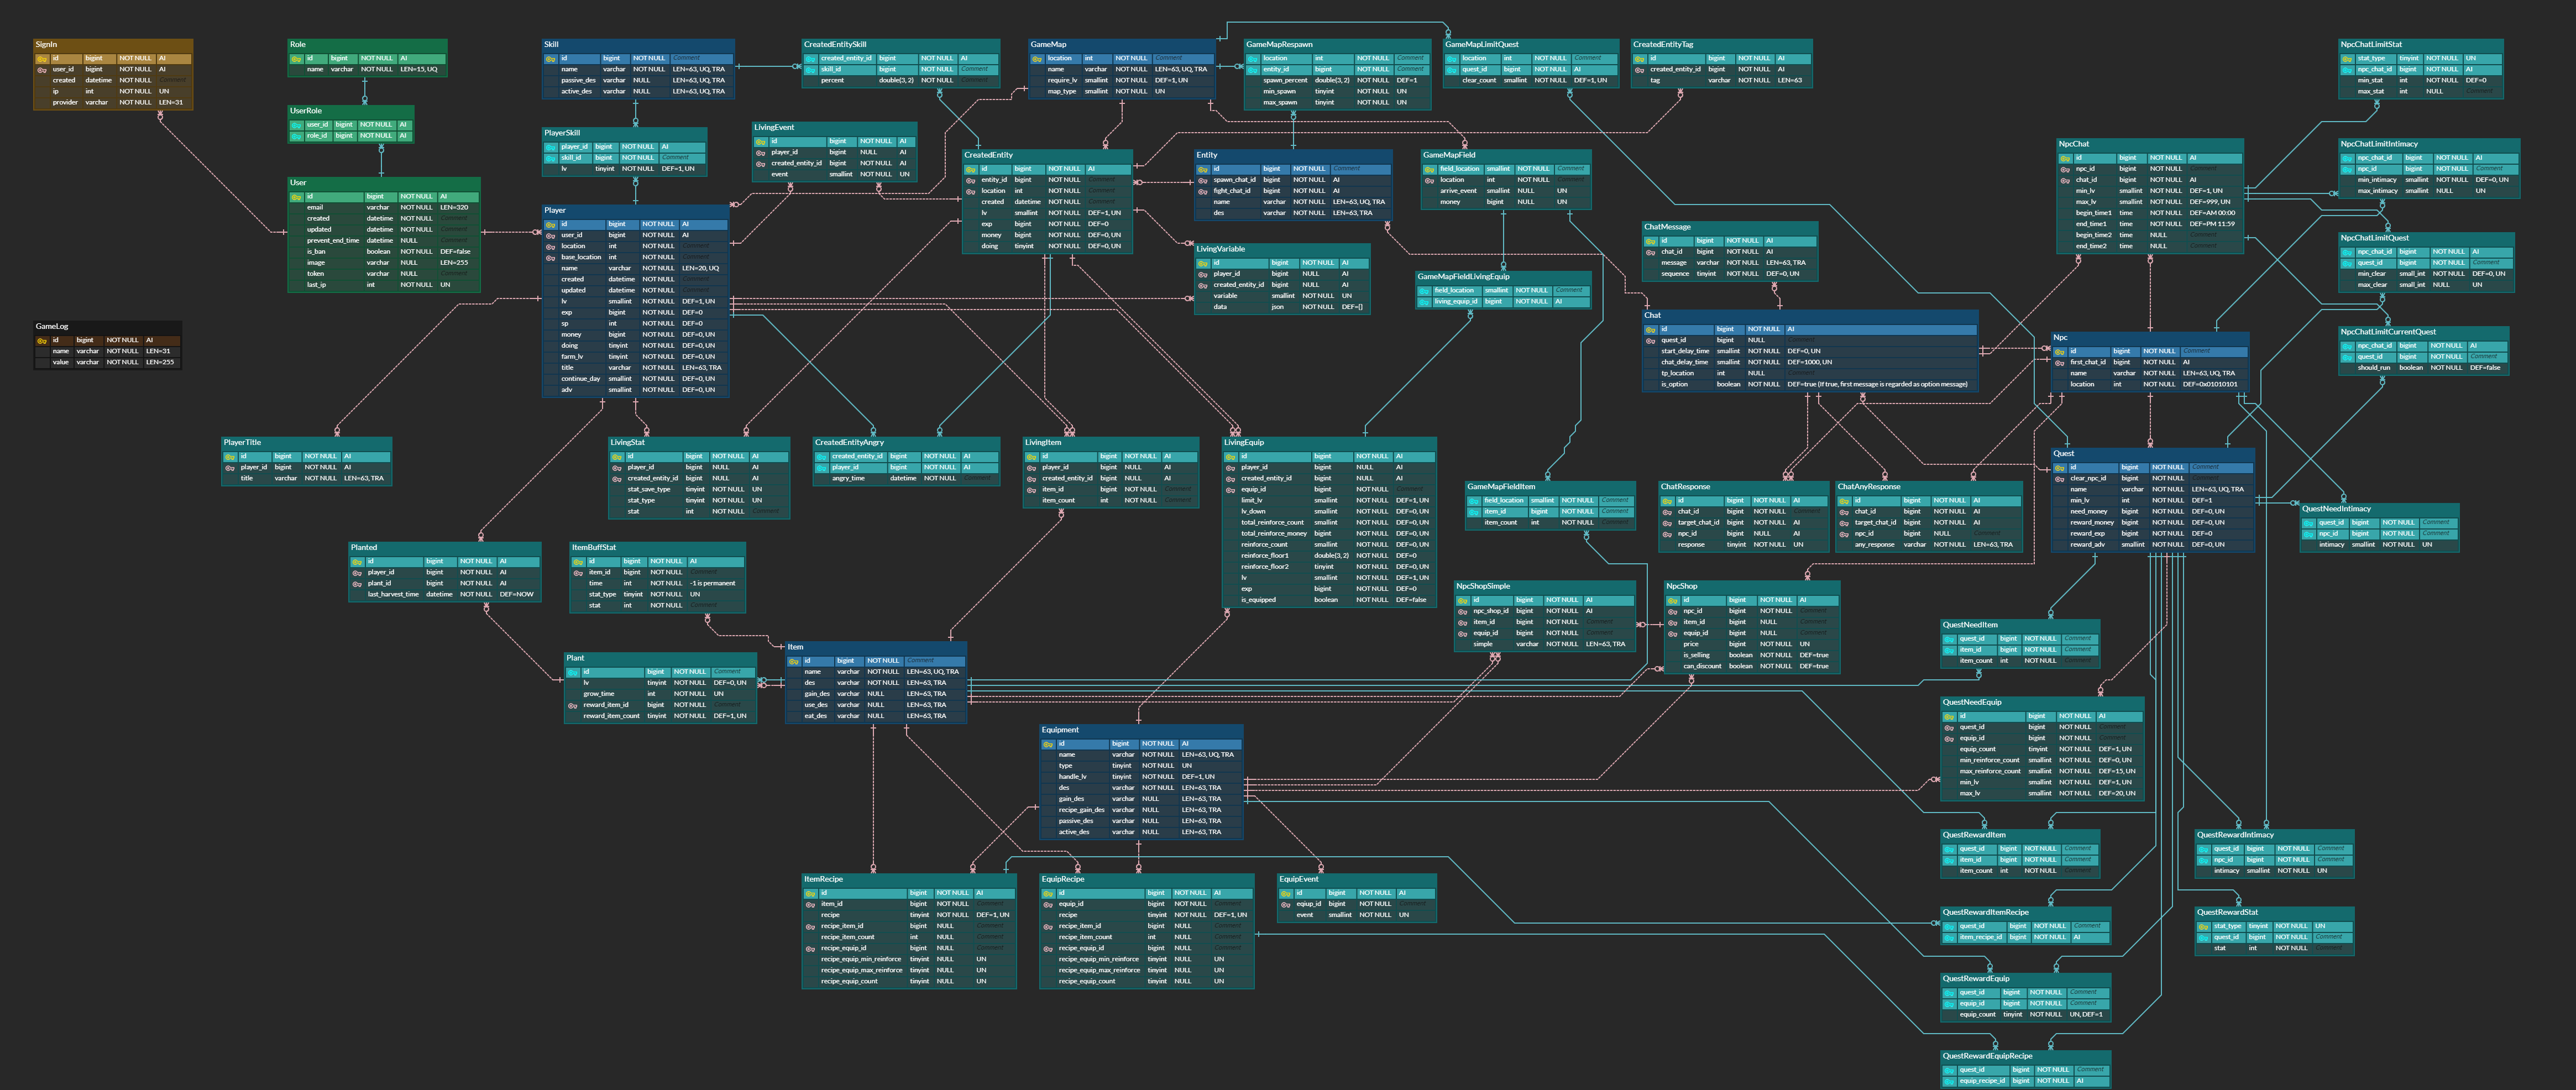 SignIn
id bigint NOT NULL AI
user_id bigint NOT NULL AI
created datetime NOT NULL Comment
ip int NOT NULL UN
provider varchar NOT NULL LEN=31
Role
id bigint NOT NULL AI
name varchar NOT NULL LEN=15, UQ
UserRole
user_id bigint NOT NULL AI
role_id bigint NOT NULL AI
User
id bigint NOT NULL AI
email varchar NOT NULL LEN=320
created datetime NOT NULL Comment
updated datetime NOT NULL Comment
prevent_end_time datetime NULL Comment
is_ban boolean NOT NULL DEF=false
image varchar NULL LEN=255
token varchar NULL Comment
last_ip int NOT NULL UN
GameLog
id bigint NOT NULL AI
name varchar NOT NULL LEN=31
value varchar NOT NULL LEN=255
Skill
id bigint NOT NULL Comment
name varchar NOT NULL LEN=63, UQ, TRA
passive_des varchar NULL LEN=63, UQ, TRA
active_des varchar NULL LEN=63, UQ, TRA
PlayerSkill
player_id bigint NOT NULL AI
skill_id bigint NOT NULL Comment
lv tinyint NOT NULL DEF=1, UN
Player
id bigint NOT NULL AI
user_id bigint NOT NULL AI
location int NOT NULL Comment
base_location int NOT NULL Comment
name varchar NOT NULL LEN=20, UQ
created datetime NOT NULL Comment
updated datetime NOT NULL Comment
lv smallint NOT NULL DEF=1, UN
exp bigint NOT NULL DEF=0
sp int NOT NULL DEF=0
money bigint NOT NULL DEF=0, UN
doing tinyint NOT NULL DEF=0, UN
farm_lv tinyint NOT NULL DEF=0, UN
title varchar NOT NULL LEN=63, TRA
continue_day smallint NOT NULL DEF=0, UN
adv smallint NOT NULL DEF=0, UN
CreatedEntitySkill
created_entity_id bigint NOT NULL AI
skill_id bigint NOT NULL Comment
percent double(3, 2) NOT NULL Comment
LivingEvent
id bigint NOT NULL AI
player_id bigint NULL AI
created_entity_id bigint NOT NULL AI
event smallint NOT NULL UN
CreatedEntity
id bigint NOT NULL AI
entity_id bigint NOT NULL Comment
location int NOT NULL Comment
created datetime NOT NULL Comment
lv smallint NOT NULL DEF=1, UN
exp bigint NOT NULL DEF=0
money bigint NOT NULL DEF=0, UN
doing tinyint NOT NULL DEF=0, UN
GameMap
location int NOT NULL Comment
name varchar NOT NULL LEN=63, UQ, TRA
require_lv smallint NOT NULL DEF=1, UN
map_type smallint NOT NULL UN
GameMapRespawn
location int NOT NULL Comment
entity_id bigint NOT NULL Comment
spawn_percent double(3, 2) NOT NULL DEF=1
min_spawn tinyint NOT NULL UN
max_spawn tinyint NOT NULL UN
Entity
id bigint NOT NULL Comment
spawn_chat_id bigint NOT NULL AI
fight_chat_id bigint NOT NULL AI
name varchar NOT NULL LEN=63, UQ, TRA
des varchar NOT NULL LEN=63, TRA
LivingVariable
id bigint NOT NULL AI
player_id bigint NULL AI
created_entity_id bigint NULL AI
variable smallint NOT NULL UN
data json NOT NULL DEF=[]
GameMapLimitQuest
location int NOT NULL Comment
quest_id bigint NOT NULL AI
clear_count smallint NOT NULL DEF=1, UN
GameMapField
field_location smallint NOT NULL Comment
location int NOT NULL Comment
arrive_event smallint NULL UN
money bigint NULL UN
GameMapFieldLivingEquip
field_location smallint NOT NULL Comment
living_equip_id bigint NOT NULL AI
CreatedEntityTag
id bigint NOT NULL AI
created_entity_id bigint NOT NULL AI
tag varchar NOT NULL LEN=63
ChatMessage
id bigint NOT NULL AI
chat_id bigint NOT NULL AI
message varchar NOT NULL LEN=63, TRA
sequence tinyint NOT NULL DEF=0, UN
Chat
id bigint NOT NULL AI
quest_id bigint NULL Comment
start_delay_time smallint NOT NULL DEF=0, UN
chat_delay_time smallint NOT NULL DEF=1000, UN
tp_location int NULL Comment
is_option boolean NOT NULL DEF=true (If true, first message is regarded as option message)
NpcChat
id bigint NOT NULL AI
npc_id bigint NOT NULL Comment
chat_id bigint NOT NULL AI
min_lv smallint NOT NULL DEF=1, UN
max_lv smallint NOT NULL DEF=999, UN
begin_time1 time NOT NULL DEF=AM 00:00
end_time1 time NOT NULL DEF=PM 11:59
begin_time2 time NULL Comment
end_time2 time NULL Comment
NpcChatLimitStat
stat_type tinyint NOT NULL UN
npc_chat_id bigint NOT NULL AI
min_stat int NOT NULL DEF=0
max_stat int NULL Comment
NpcChatLimitIntimacy
npc_chat_id bigint NOT NULL AI
npc_id bigint NOT NULL Comment
min_intimacy smallint NOT NULL DEF=0, UN
max_intimacy smallint NULL UN
NpcChatLimitQuest
npc_chat_id bigint NOT NULL AI
quest_id bigint NOT NULL Comment
min_clear small_int NOT NULL DEF=0, UN
max_clear small_int NULL UN
NpcChatLimitCurrentQuest
npc_chat_id bigint NOT NULL AI
quest_id bigint NOT NULL Comment
should_run boolean NOT NULL DEF=false
Npc
id bigint NOT NULL Comment
first_chat_id bigint NOT NULL AI
name varchar NOT NULL LEN=63, UQ, TRA
location int NOT NULL DEF=0x01010101
PlayerTitle
id bigint NOT NULL AI
player_id bigint NOT NULL AI
title varchar NOT NULL LEN=63, TRA
LivingStat
id bigint NOT NULL AI
player_id bigint NULL AI
created_entity_id bigint NULL AI
stat_save_type tinyint NOT NULL UN
stat_type tinyint NOT NULL UN
stat int NOT NULL Comment
CreatedEntityAngry
created_entity_id bigint NOT NULL AI
player_id bigint NOT NULL AI
angry_time datetime NOT NULL Comment
LivingItem
id bigint NOT NULL AI
player_id bigint NULL AI
created_entity_id bigint NULL AI
item_id bigint NOT NULL Comment
item_count int NOT NULL Comment
LivingEquip
id bigint NOT NULL AI
player_id bigint NULL AI
created_entity_id bigint NULL AI
equip_id bigint NOT NULL Comment
limit_lv smallint NOT NULL DEF=1, UN
lv_down smallint NOT NULL DEF=0, UN
total_reinforce_count smallint NOT NULL DEF=0, UN
total_reinforce_money bigint NOT NULL DEF=0, UN
reinforce_count smallint NOT NULL DEF=0, UN
reinforce_floor1 double(3, 2) NOT NULL DEF=0
reinforce_floor2 tinyint NOT NULL DEF=0, UN
lv smallint NOT NULL DEF=1, UN
exp bigint NOT NULL DEF=0
is_equipped boolean NOT NULL DEF=false
GameMapFieldItem
field_location smallint NOT NULL Comment
item_id bigint NOT NULL Comment
item_count int NOT NULL Comment
ChatResponse
id bigint NOT NULL AI
chat_id bigint NOT NULL Comment
target_chat_id bigint NOT NULL AI
npc_id bigint NULL AI
response tinyint NOT NULL UN
ChatAnyResponse
id bigint NOT NULL AI
chat_id bigint NOT NULL AI
target_chat_id bigint NOT NULL AI
npc_id bigint NULL Comment
any_response varchar NOT NULL LEN=63, TRA
Quest
id bigint NOT NULL Comment
clear_npc_id bigint NOT NULL Comment
name varchar NOT NULL LEN=63, UQ, TRA
min_lv int NOT NULL DEF=1
need_money bigint NOT NULL DEF=0, UN
reward_money bigint NOT NULL DEF=0, UN
reward_exp bigint NOT NULL DEF=0
reward_adv smallint NOT NULL DEF=0, UN
QuestNeedIntimacy
quest_id bigint NOT NULL Comment
npc_id bigint NOT NULL Comment
intimacy smallint NOT NULL UN
Planted
id bigint NOT NULL AI
player_id bigint NOT NULL AI
plant_id bigint NOT NULL AI
last_harvest_time datetime NOT NULL DEF=NOW
ItemBuffStat
id bigint NOT NULL AI
item_id bigint NOT NULL Comment
time int NOT NULL -1 is permanent
stat_type tinyint NOT NULL UN
stat int NOT NULL Comment
Plant
id bigint NOT NULL Comment
lv tinyint NOT NULL DEF=0, UN
grow_time int NOT NULL UN
reward_item_id bigint NOT NULL Comment
reward_item_count tinyint NOT NULL DEF=1, UN
Item
id bigint NOT NULL Comment
name varchar NOT NULL LEN=63, UQ, TRA
des varchar NOT NULL LEN=63, TRA
gain_des varchar NULL LEN=63, TRA
use_des varchar NULL LEN=63, TRA
eat_des varchar NULL LEN=63, TRA
NpcShopSimple
id bigint NOT NULL AI
npc_shop_id bigint NOT NULL AI
item_id bigint NOT NULL Comment
equip_id bigint NOT NULL Comment
simple varchar NOT NULL LEN=63, TRA
NpcShop
id bigint NOT NULL AI
npc_id bigint NOT NULL Comment
item_id bigint NULL Comment
equip_id bigint NULL Comment
price bigint NOT NULL UN
is_selling boolean NOT NULL DEF=true
can_discount boolean NOT NULL DEF=true
QuestNeedItem
quest_id bigint NOT NULL Comment
item_id bigint NOT NULL Comment
item_count int NOT NULL Comment
QuestNeedEquip
id bigint NOT NULL AI
quest_id bigint NOT NULL Comment
equip_id bigint NOT NULL Comment
equip_count tinyint NOT NULL DEF=1, UN
min_reinforce_count smallint NOT NULL DEF=0, UN
max_reinforce_count smallint NOT NULL DEF=15, UN
min_lv smallint NOT NULL DEF=1, UN
max_lv smallint NOT NULL DEF=20, UN
Equipment
id bigint NOT NULL AI
name varchar NOT NULL LEN=63, UQ, TRA
type tinyint NOT NULL UN
handle_lv tinyint NOT NULL DEF=1, UN
des varchar NOT NULL LEN=63, TRA
gain_des varchar NULL LEN=63, TRA
recipe_gain_des varchar NULL LEN=63, TRA
passive_des varchar NULL LEN=63, TRA
active_des varchar NULL LEN=63, TRA
ItemRecipe
id bigint NOT NULL AI
item_id bigint NOT NULL Comment
recipe tinyint NOT NULL DEF=1, UN
recipe_item_id bigint NULL Comment
recipe_item_count int NULL Comment
recipe_equip_id bigint NULL Comment
recipe_equip_min_reinforce tinyint NULL UN
recipe_equip_max_reinforce tinyint NULL UN
recipe_equip_count tinyint NULL UN
EquipRecipe
id bigint NOT NULL AI
equip_id bigint NOT NULL Comment
recipe tinyint NOT NULL DEF=1, UN
recipe_item_id bigint NULL Comment
recipe_item_count int NULL Comment
recipe_equip_id bigint NULL Comment
recipe_equip_min_reinforce tinyint NULL UN
recipe_equip_max_reinforce tinyint NULL UN
recipe_equip_count tinyint NULL UN
EquipEvent
id bigint NOT NULL AI
eqiup_id bigint NOT NULL Comment
event smallint NOT NULL UN
QuestRewardItem
quest_id bigint NOT NULL Comment
item_id bigint NOT NULL Comment
item_count int NOT NULL Comment
QuestRewardIntimacy
quest_id bigint NOT NULL Comment
npc_id bigint NOT NULL Comment
intimacy smallint NOT NULL UN
QuestRewardItemRecipe
quest_id bigint NOT NULL Comment
item_recipe_id bigint NOT NULL AI
QuestRewardStat
stat_type tinyint NOT NULL UN
quest_id bigint NOT NULL Comment
stat int NOT NULL Comment
QuestRewardEquip
quest_id bigint NOT NULL Comment
equip_id bigint NOT NULL Comment
equip_count tinyint NOT NULL UN, DEF=1
QuestRewardEquipRecipe
quest_id bigint NOT NULL Comment
equip_recipe_id bigint NOT NULL AI